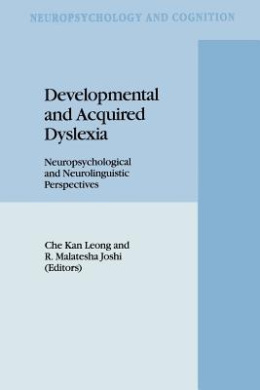 NEUROPSYCHOLOGY AND COGNITION
Developmental
and Acquired
Dyslexia
Neuropsychological
and Neurolinguistic
Perspectives
Che Kan Leong and
R. Malatesha Joshi
(Editors)